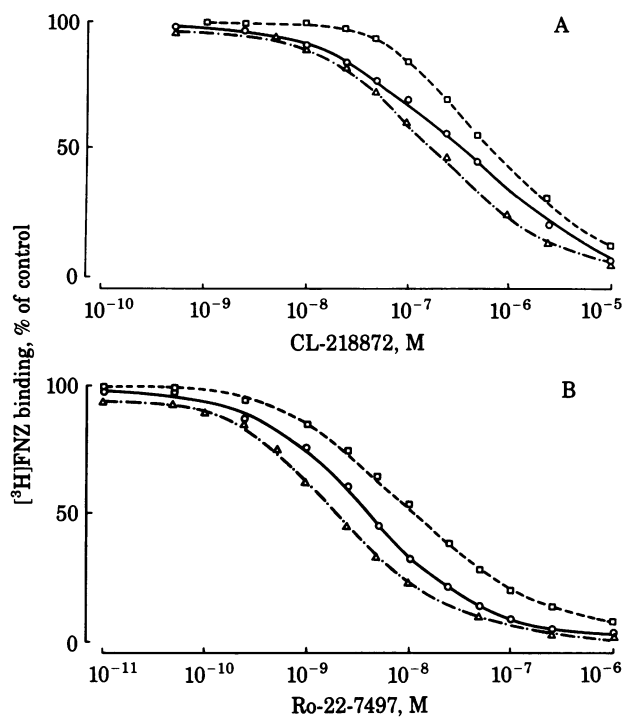 100
A
50
0
10⁻¹⁰ 10⁻⁹ 10⁻⁸ 10⁻⁷ 10⁻⁶ 10⁻⁵
CL-218872, M
[³H]FNZ binding, % of control
100
B
50
0
10⁻¹¹ 10⁻¹⁰ 10⁻⁹ 10⁻⁸ 10⁻⁷ 10⁻⁶
Ro-22-7497, M